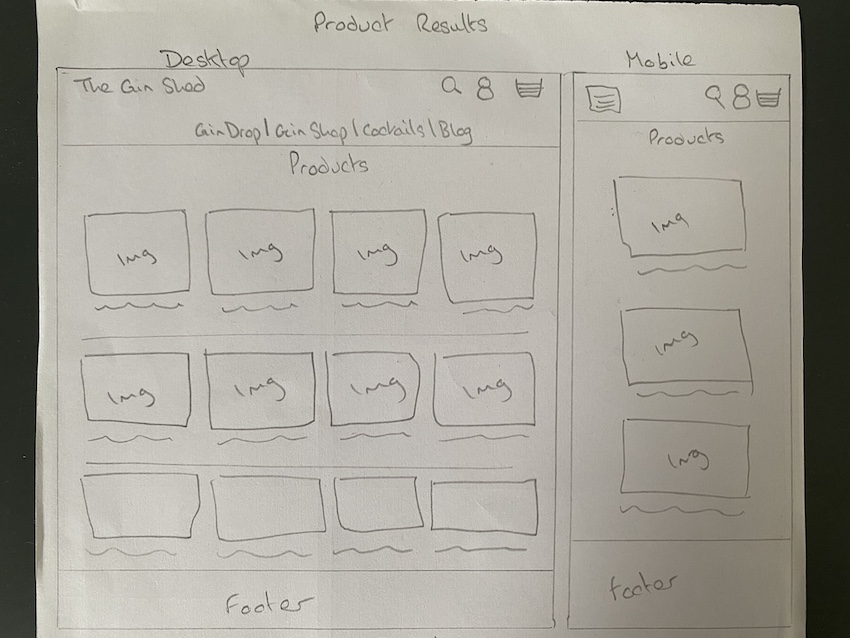 Product Results
Desktop
Mobile
The Gin Shed
Gin Drop | Gin Shop | Cocktails | Blog
Products
Img Img Img Img
Img Img Img Img
Footer
Products
Img
Img
Img
Footer